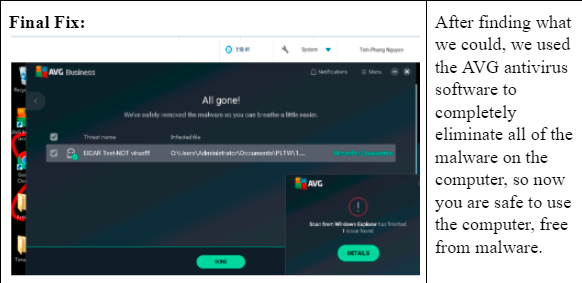 Final Fix:
1:18:41
System
Tinh-Phong Nguyen
AVG Business
Notifications
Menu
All gone!
We've safely removed the malware so you can breathe a little easier.
Threat name
Infected file
EICAR Test-NOT virus!!!
C:\Users\Administrator\Documents\PLTW\1...
AVG
Scan from Windows Explorer has finished.
1 issue found.
DONE
DETAILS
After finding what
we could, we used
the AVG antivirus
software to
completely
eliminate all of the
malware on the
computer, so now
you are safe to use
the computer, free
from malware.